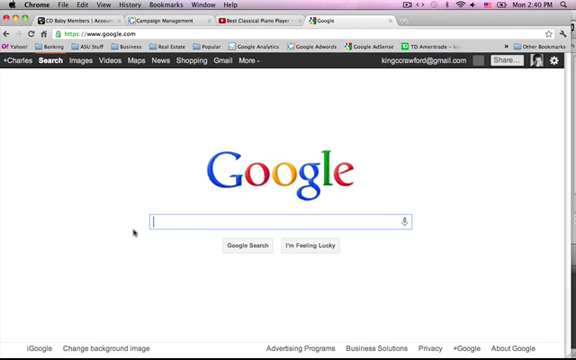 Chrome File Edit View History Bookmarks Window Help Mon 2:40 PM
CD Baby Members | Account Campaign Management Best Classical Piano Player Google
https://www.google.com
Yahoo! Banking ASU Stuff Business Real Estate Popular Google Analytics Google Adwords Google AdSense TD Ameritrade Other Bookmarks
+Charles Search Images Videos Maps News Shopping Gmail More kingocrawford@gmail.com Share...
Google
Google Search I'm Feeling Lucky
iGoogle Change background image Advertising Programs Business Solutions Privacy +Google About Google